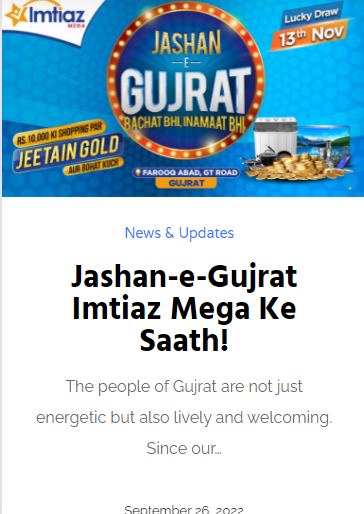 Imtiaz
MEGA
Lucky Draw
13th Nov
JASHAN
-E-
GUJRAT
BACHAT BHI, INAMAAT BHI
RS. 10,000 KI SHOPPING PAR
JEETAIN GOLD
AUR BOHAT KUCH
FAROOQ ABAD, GT ROAD
GUJRAT
News & Updates
Jashan-e-Gujrat
Imtiaz Mega Ke
Saath!
The people of Gujrat are not just
energetic but also lively and welcoming.
Since our...
September 26, 2022